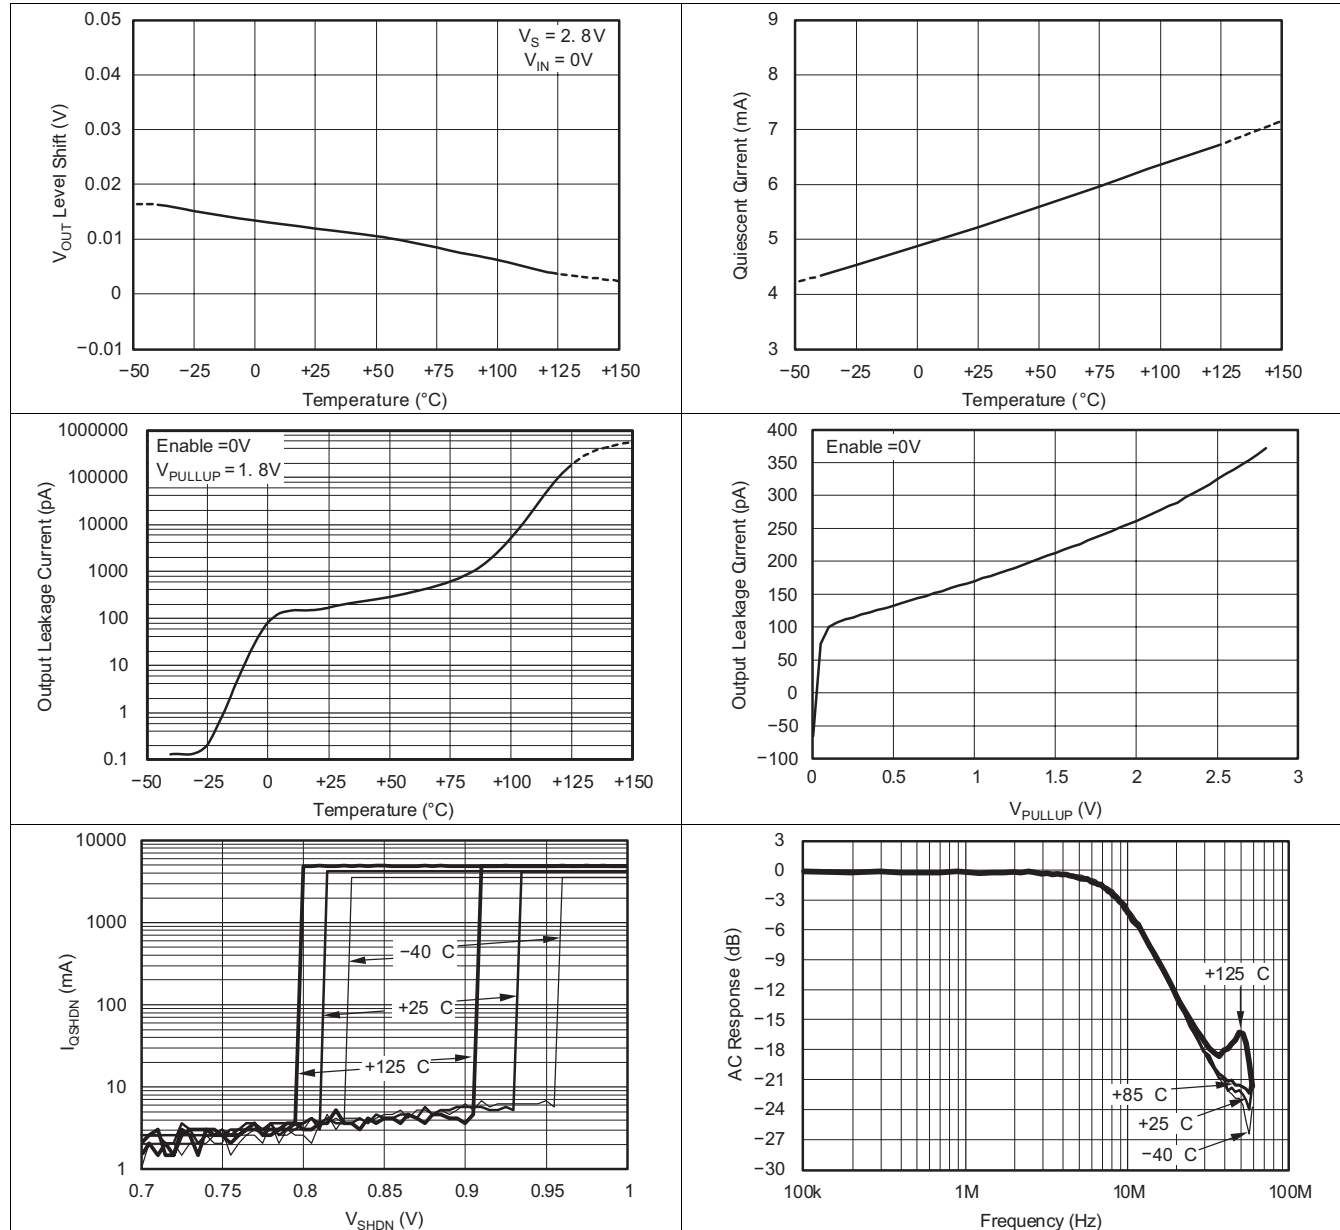 0.05
0.04
0.03
0.02
0.01
0
−0.01
VOUT Level Shift (V)
VS = 2. 8V
VIN = 0V
−50 −25 0 +25 +50 +75 +100 +125 +150
Temperature (°C)
9
8
7
6
5
4
3
Quiescent Current (mA)
−50 −25 0 +25 +50 +75 +100 +125 +150
Temperature (°C)
1000000
100000
10000
1000
100
10
1
0.1
Output Leakage Current (pA)
Enable =0V
VPULLUP = 1. 8V
−50 −25 0 +25 +50 +75 +100 +125 +150
Temperature (°C)
400
350
300
250
200
150
100
50
0
−50
−100
Output Leakage Current (pA)
Enable =0V
0 0.5 1 1.5 2 2.5 3
VPULLUP (V)
10000
1000
100
10
1
IQSHDN (mA)
−40 C
+25 C
+125 C
0.7 0.75 0.8 0.85 0.9 0.95 1
VSHDN (V)
3
0
−3
−6
−9
−12
−15
−18
−21
−24
−27
−30
AC Response (dB)
+125 C
+85 C
+25 C
−40 C
100k 1M 10M 100M
Frequency (Hz)